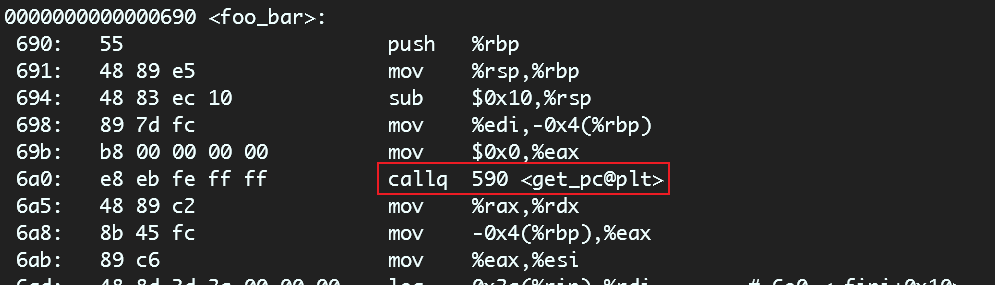 0000000000000690 <foo_bar>:
690: 55 push %rbp
691: 48 89 e5 mov %rsp,%rbp
694: 48 83 ec 10 sub $0x10,%rsp
698: 89 7d fc mov %edi,-0x4(%rbp)
69b: b8 00 00 00 00 mov $0x0,%eax
6a0: e8 eb fe ff ff callq 590 <get_pc@plt>
6a5: 48 89 c2 mov %rax,%rdx
6a8: 8b 45 fc mov -0x4(%rbp),%eax
6ab: 89 c6 mov %eax,%esi